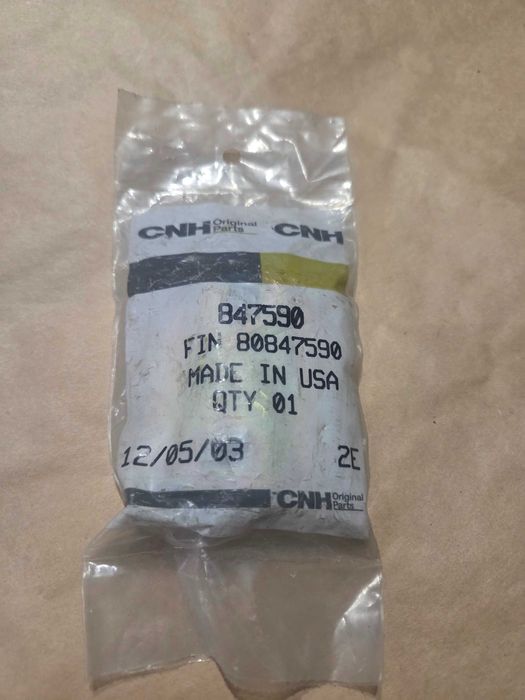 CNH Original Parts CNH
847590
FIN 80847590
MADE IN USA
QTY 01
12/05/03 2E
CNH Original Parts